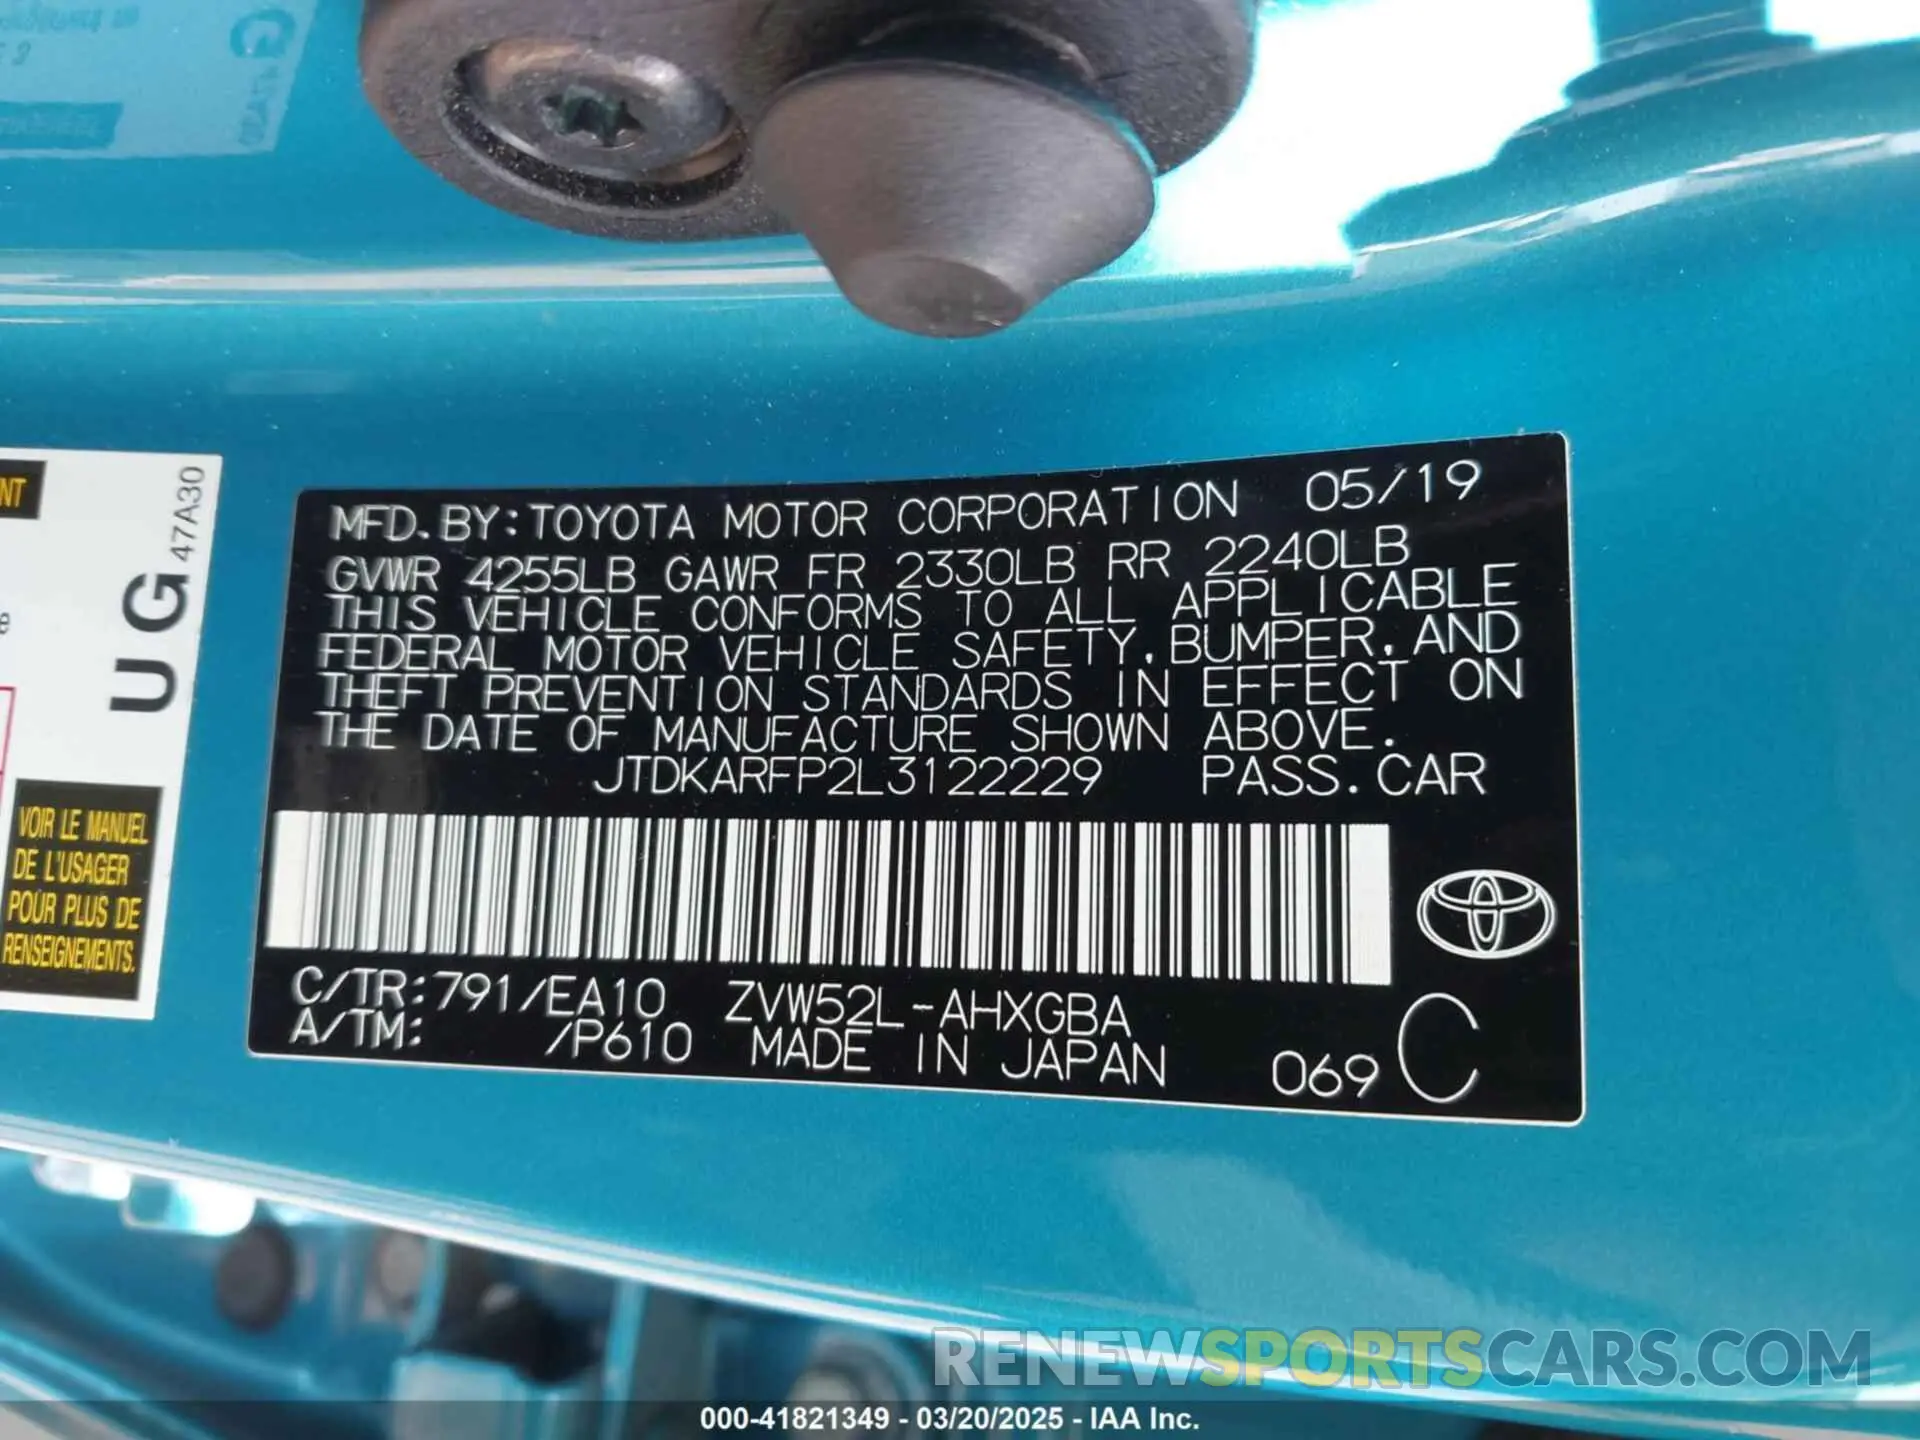 NT
UG 47A30
e
VOIR LE MANUEL
DE L'USAGER
POUR PLUS DE
RENSEIGNEMENTS.
MFD. BY: TOYOTA MOTOR CORPORATION 05/19
GVWR 4255LB GAWR FR 2330LB RR 2240LB
THIS VEHICLE CONFORMS TO ALL APPLICABLE
FEDERAL MOTOR VEHICLE SAFETY, BUMPER, AND
THEFT PREVENTION STANDARDS IN EFFECT ON
THE DATE OF MANUFACTURE SHOWN ABOVE.
JTDKARFP2L3122229 PASS. CAR
C/TR: 791/EA10 ZVW52L-AHXGBA
A/TM: /P610 MADE IN JAPAN 069 C
RENEWSPORTSCARS.COM
000-41821349 - 03/20/2025 - IAA Inc.